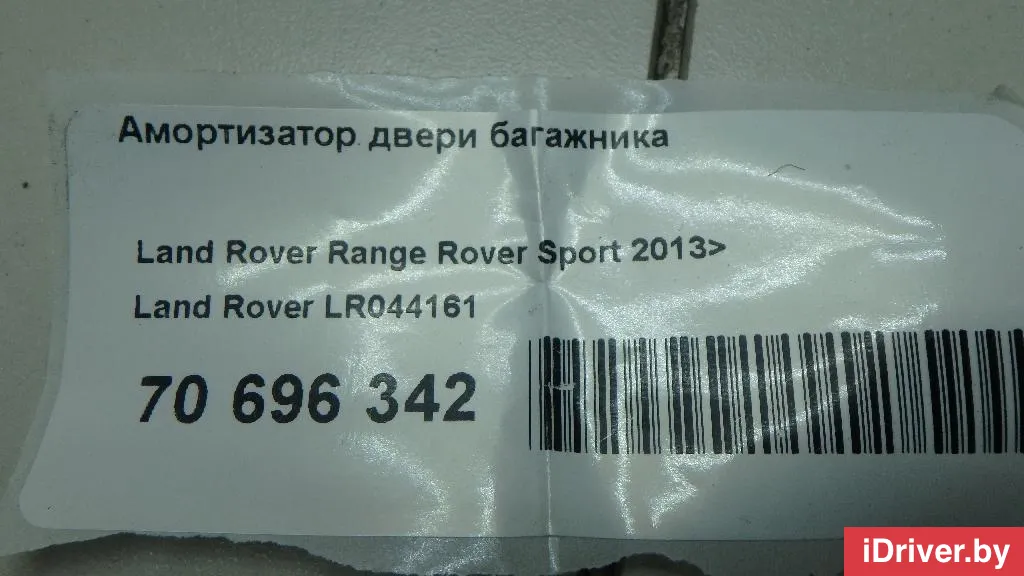 Амортизатор двери багажника
Land Rover Range Rover Sport 2013>
Land Rover LR044161
70 696 342
iDriver.by